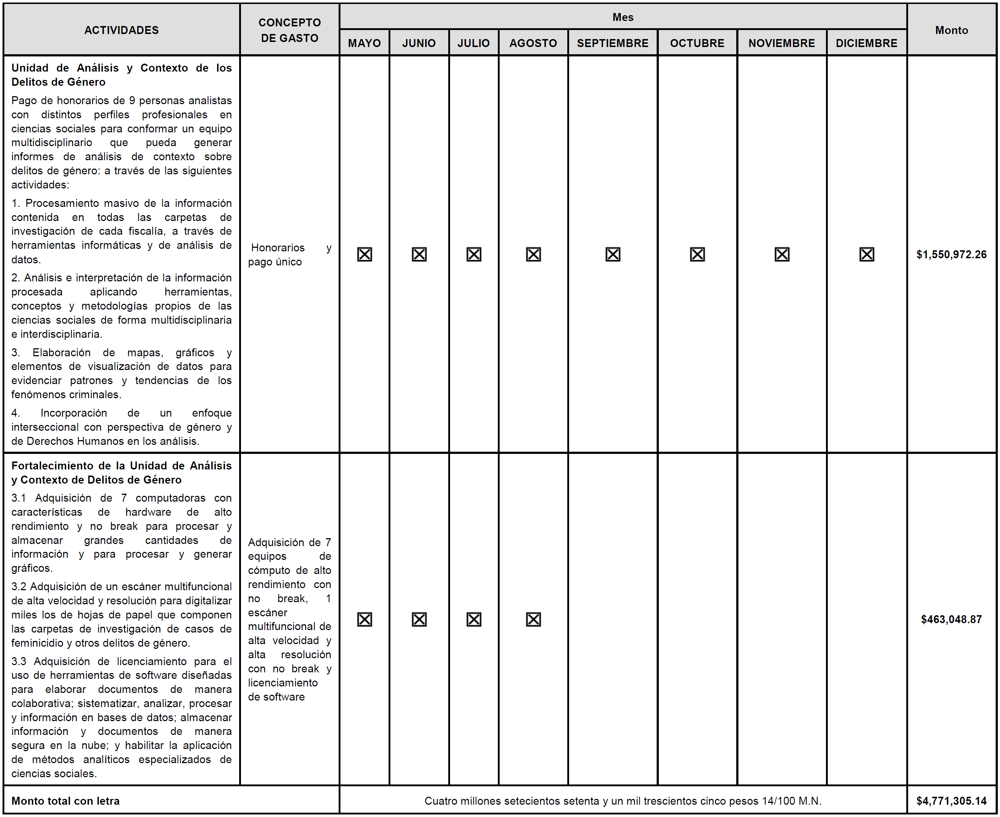 ACTIVIDADES
CONCEPTO
DE GASTO
Mes
Monto
MAYO
JUNIO
JULIO
AGOSTO
SEPTIEMBRE
OCTUBRE
NOVIEMBRE
DICIEMBRE
Unidad de Análisis y Contexto de los
Delitos de Género
Pago de honorarios de 9 personas analistas
con distintos perfiles profesionales en
ciencias sociales para conformar un equipo
multidisciplinario que pueda generar
informes de análisis de contexto sobre
delitos de género: a través de las siguientes
actividades:
1. Procesamiento masivo de la información
contenida en todas las carpetas de
investigación de cada fiscalía, a través de
herramientas informáticas y de análisis de
datos.
2. Análisis e interpretación de la información
procesada aplicando herramientas,
conceptos y metodologías propios de las
ciencias sociales de forma multidisciplinaria
e interdisciplinaria.
3. Elaboración de mapas, gráficos y
elementos de visualización de datos para
evidenciar patrones y tendencias de los
fenómenos criminales.
4. Incorporación de un enfoque
interseccional con perspectiva de género y
de Derechos Humanos en los análisis.
Honorarios y
pago único
☒ ☒ ☒ ☒ ☒ ☒ ☒ ☒
$1,550,972.26
Fortalecimiento de la Unidad de Análisis
y Contexto de Delitos de Género
3.1 Adquisición de 7 computadoras con
características de hardware de alto
rendimiento y no break para procesar y
almacenar grandes cantidades de
información y para procesar y generar
gráficos.
3.2 Adquisición de un escáner multifuncional
de alta velocidad y resolución para digitalizar
miles los de hojas de papel que componen
las carpetas de investigación de casos de
feminicidio y otros delitos de género.
3.3 Adquisición de licenciamiento para el
uso de herramientas de software diseñadas
para elaborar documentos de manera
colaborativa; sistematizar, analizar, procesar
y información en bases de datos; almacenar
información y documentos de manera
segura en la nube; y habilitar la aplicación
de métodos analíticos especializados de
ciencias sociales.
Adquisición de 7
equipos de
cómputo de alto
rendimiento con
no break, 1
escáner
multifuncional de
alta velocidad y
alta resolución
con no break y
licenciamiento
de software
☒ ☒ ☒ ☒
$463,048.87
Monto total con letra
Cuatro millones setecientos setenta y un mil trescientos cinco pesos 14/100 M.N.
$4,771,305.14